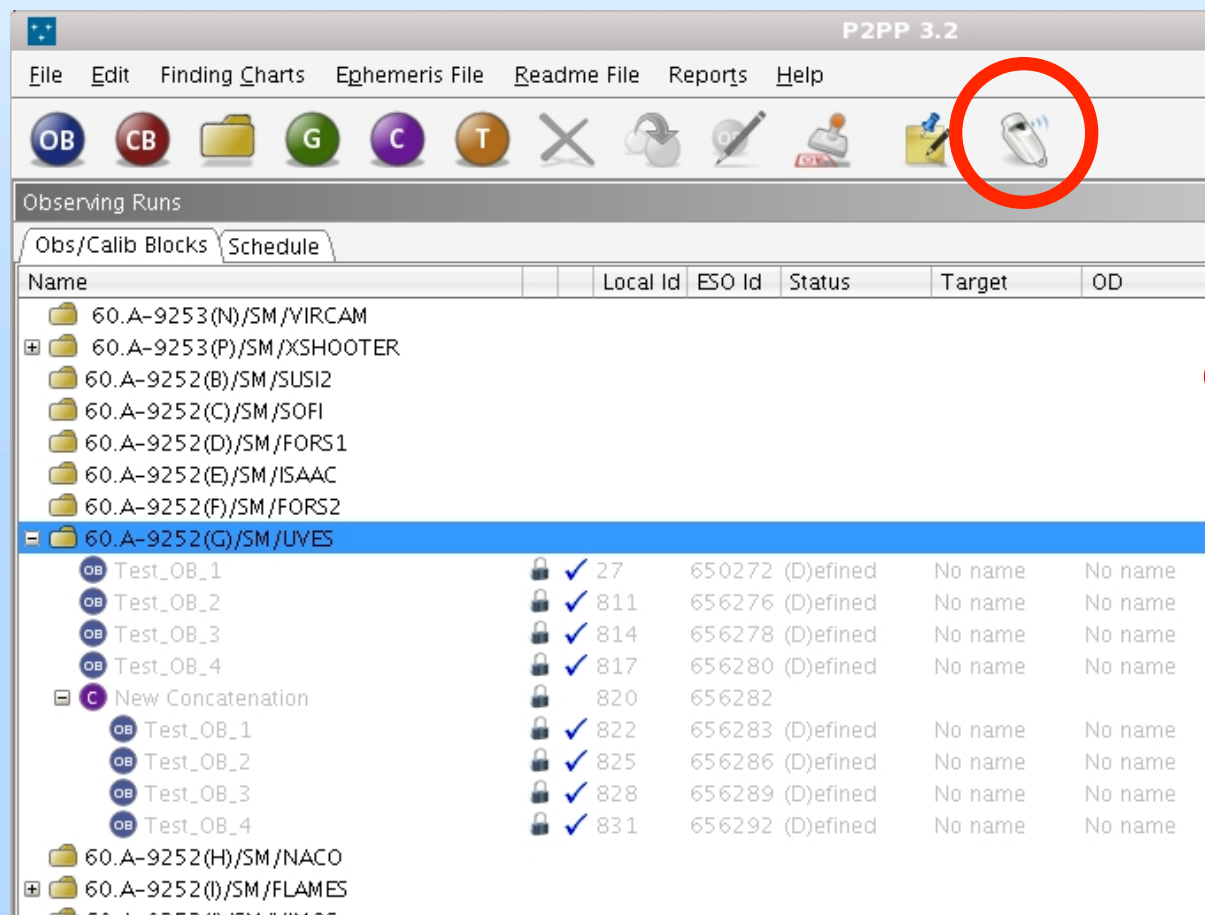 P2PP 3.2
File Edit Finding Charts Ephemeris File Readme File Reports Help
OB CB G C T
Observing Runs
Obs/Calib Blocks Schedule
Name Local Id ESO Id Status Target OD
60.A-9253(N)/SM/VIRCAM
60.A-9253(P)/SM/XSHOOTER
60.A-9252(B)/SM/SUSI2
60.A-9252(C)/SM/SOFI
60.A-9252(D)/SM/FORS1
60.A-9252(E)/SM/ISAAC
60.A-9252(F)/SM/FORS2
60.A-9252(G)/SM/UVES
OB Test_OB_1 27 650272 (D)efined No name No name
OB Test_OB_2 811 656276 (D)efined No name No name
OB Test_OB_3 814 656278 (D)efined No name No name
OB Test_OB_4 817 656280 (D)efined No name No name
C New Concatenation 820 656282
OB Test_OB_1 822 656283 (D)efined No name No name
OB Test_OB_2 825 656286 (D)efined No name No name
OB Test_OB_3 828 656289 (D)efined No name No name
OB Test_OB_4 831 656292 (D)efined No name No name
60.A-9252(H)/SM/NACO
60.A-9252(I)/SM/FLAMES